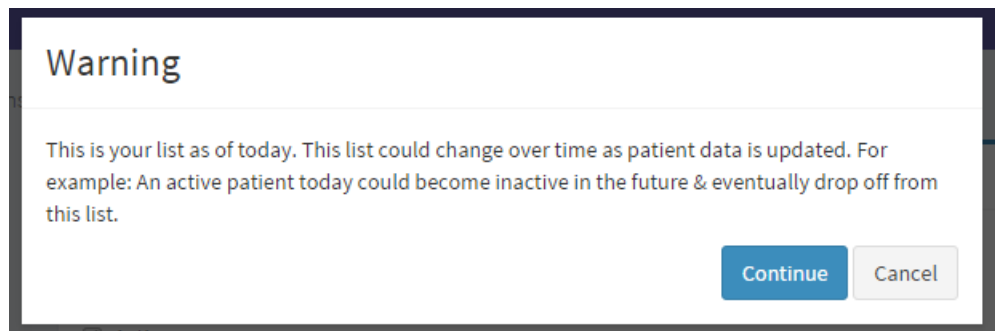 Warning
This is your list as of today. This list could change over time as patient data is updated. For
example: An active patient today could become inactive in the future & eventually drop off from
this list.
Continue Cancel